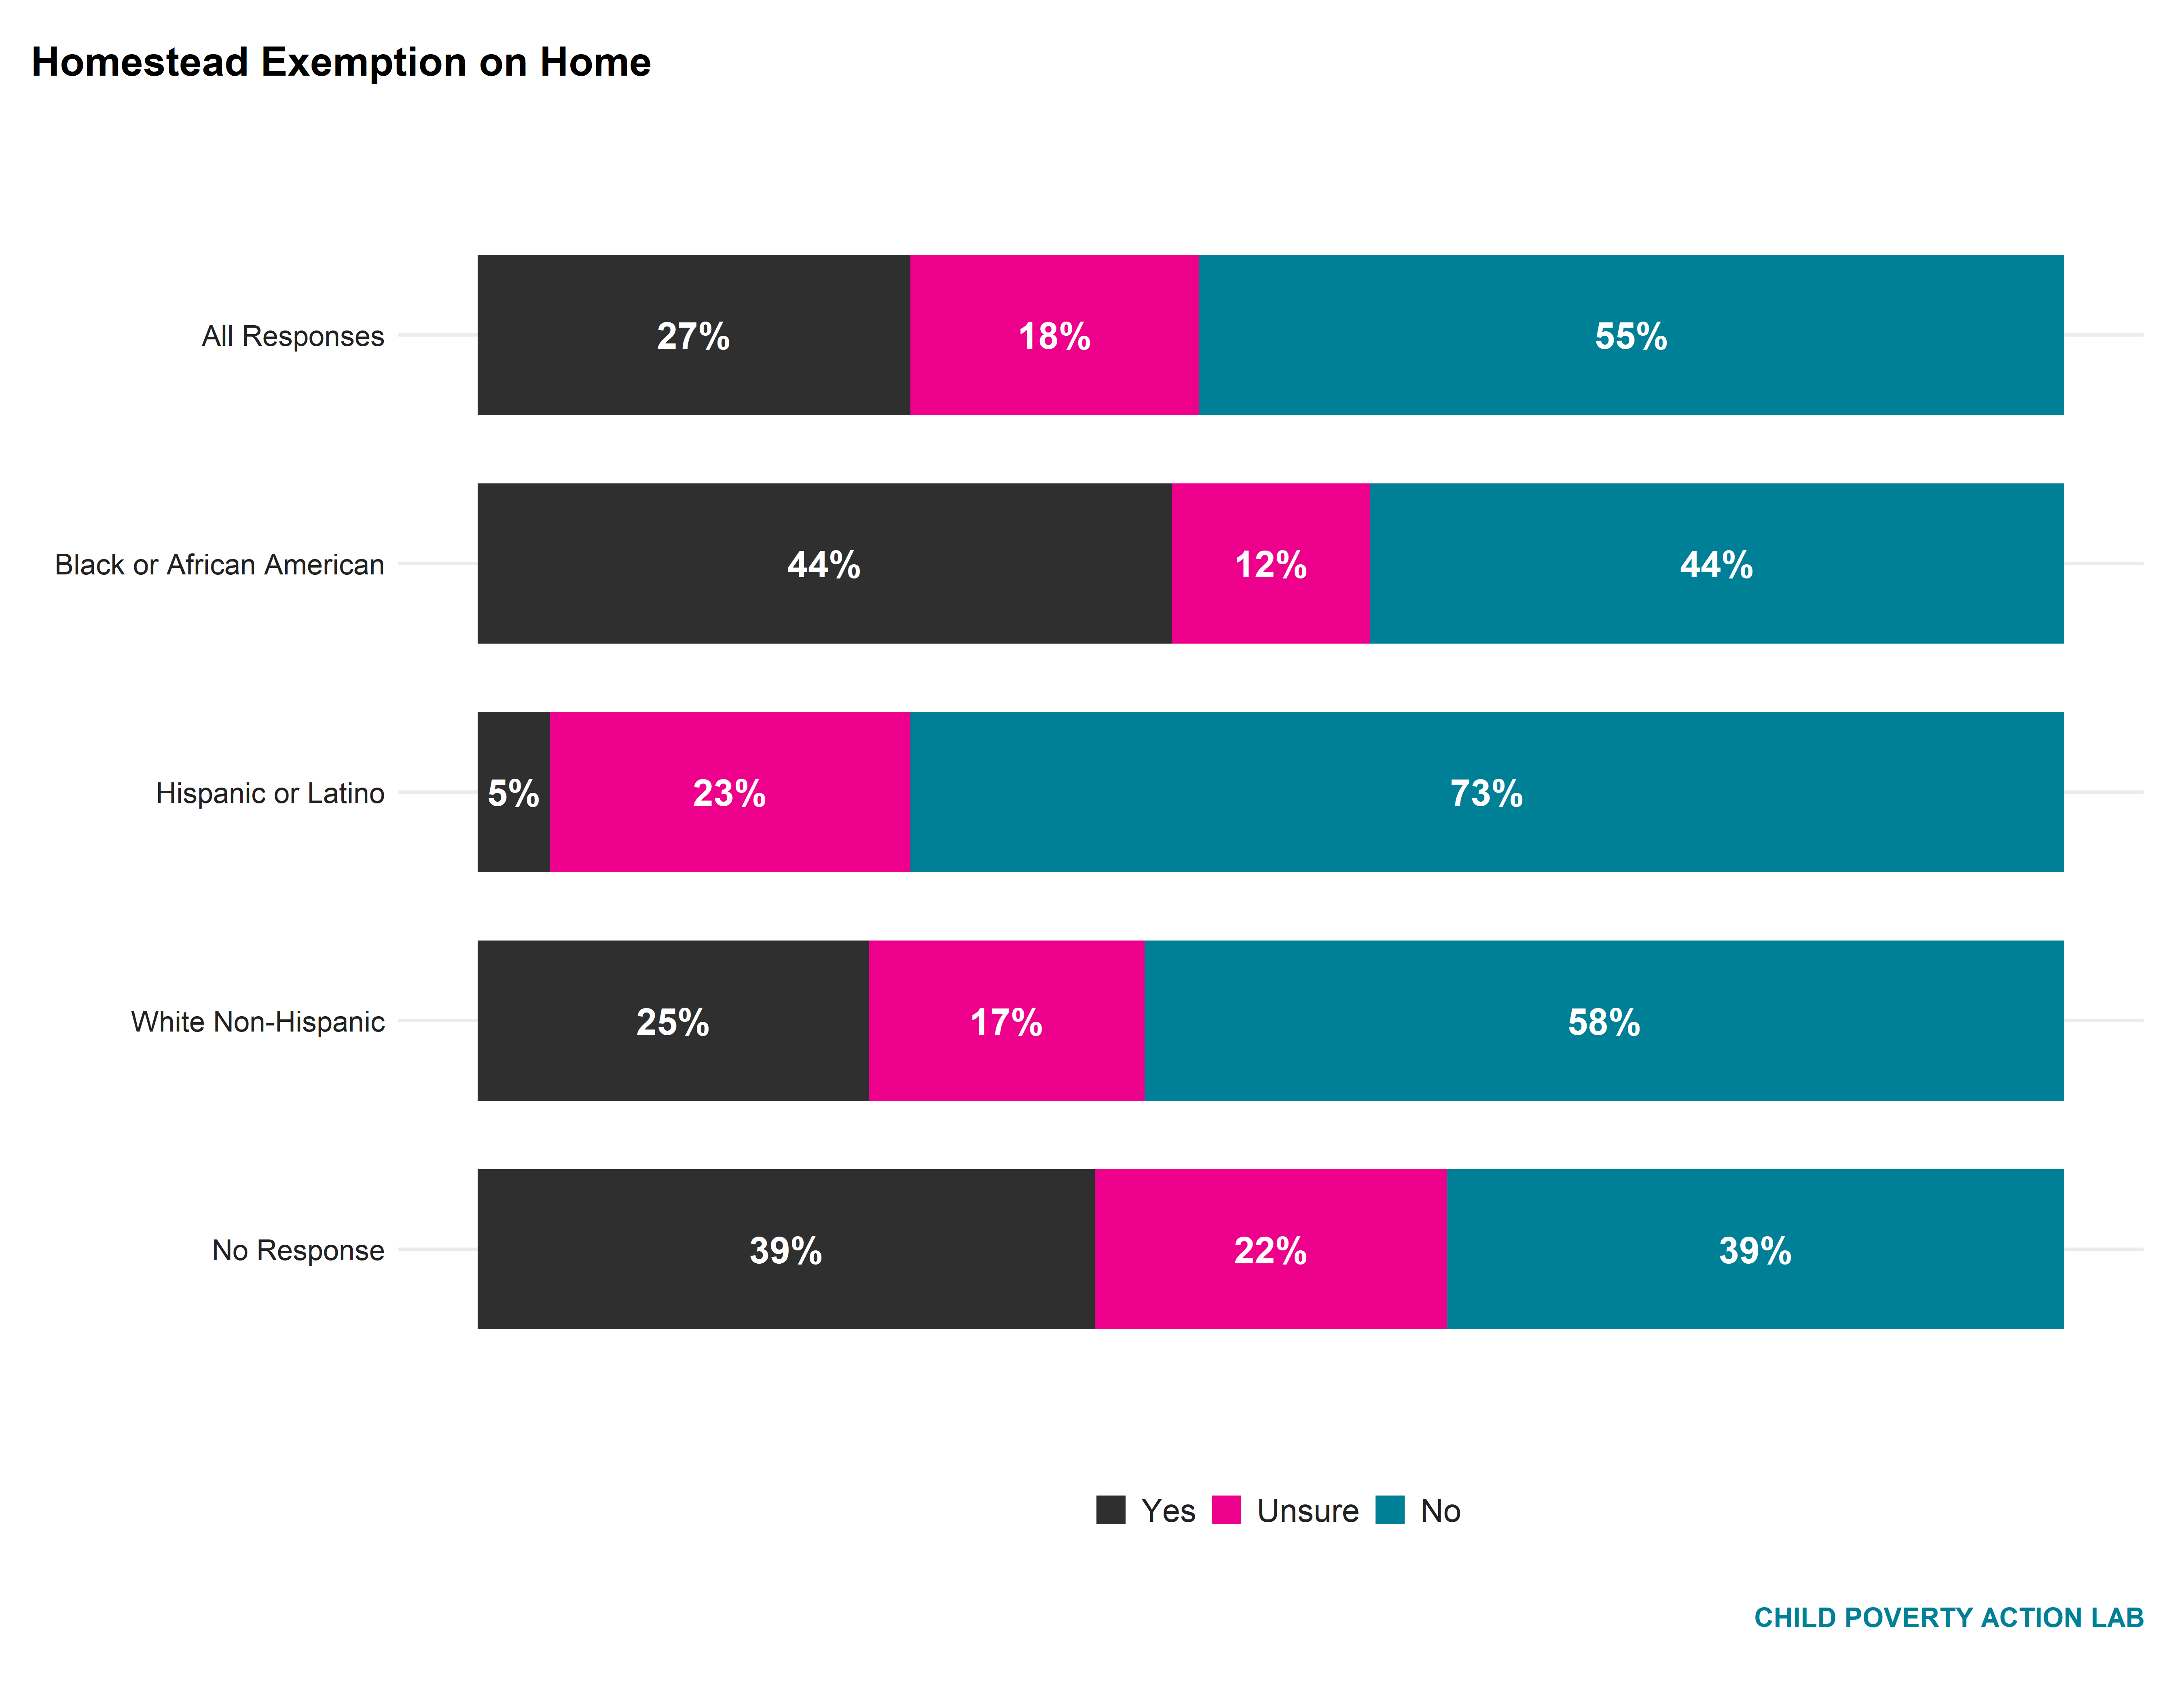 Homestead Exemption on Home
All Responses 27% 18% 55%
Black or African American 44% 12% 44%
Hispanic or Latino 5% 23% 73%
White Non-Hispanic 25% 17% 58%
No Response 39% 22% 39%
Yes Unsure No
CHILD POVERTY ACTION LAB